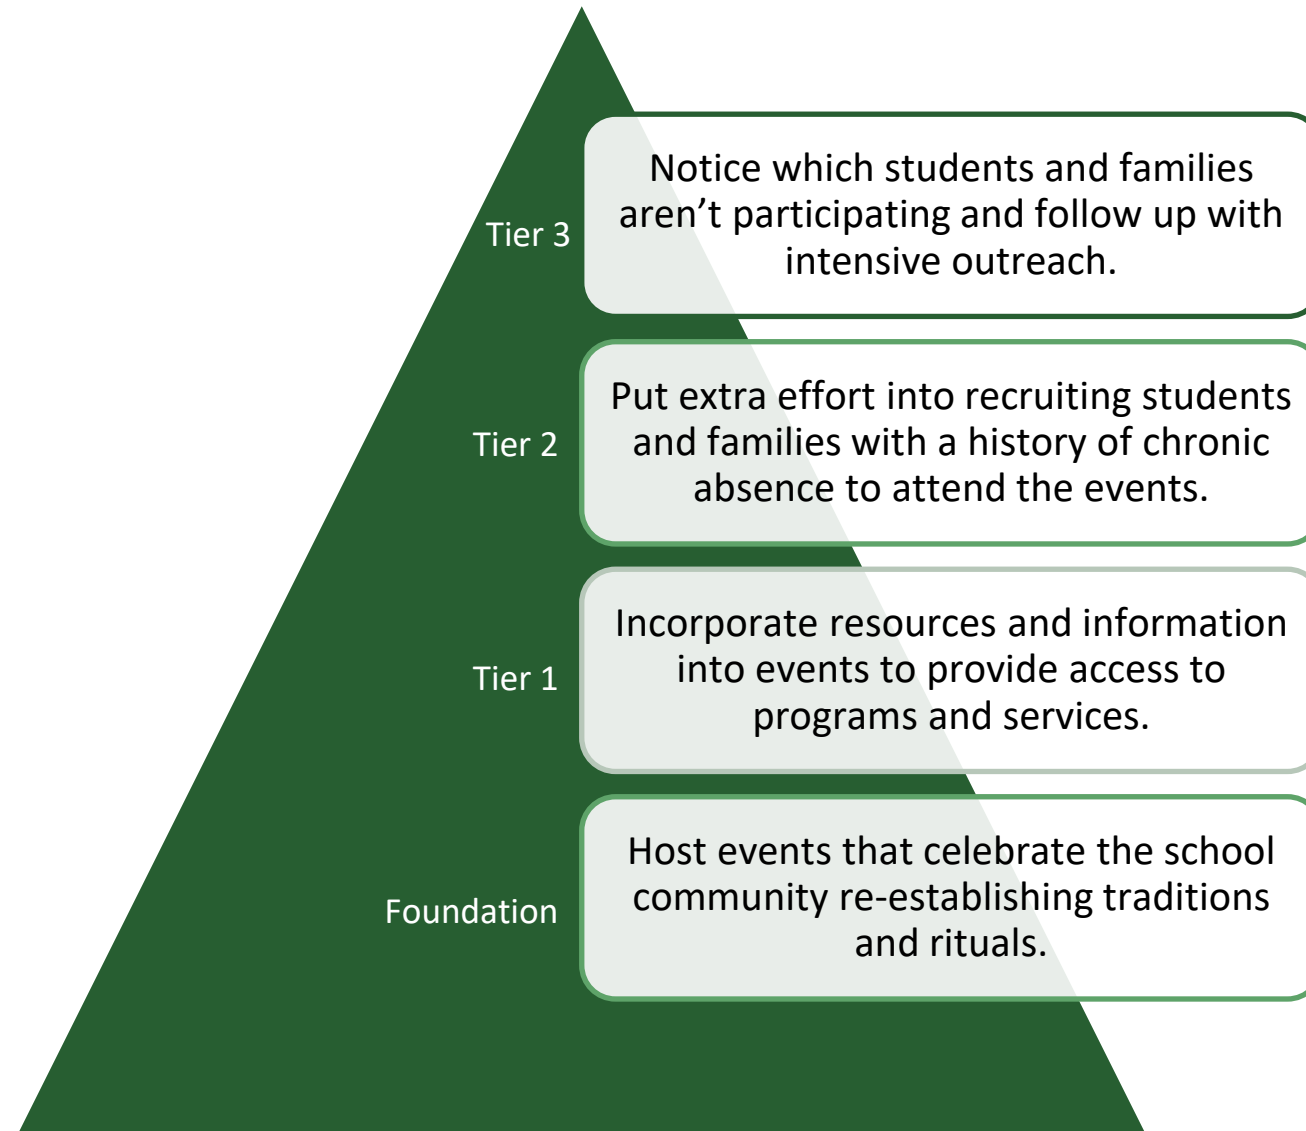 Tier 3
Notice which students and families
aren’t participating and follow up with
intensive outreach.
Tier 2
Put extra effort into recruiting students
and families with a history of chronic
absence to attend the events.
Tier 1
Incorporate resources and information
into events to provide access to
programs and services.
Foundation
Host events that celebrate the school
community re-establishing traditions
and rituals.